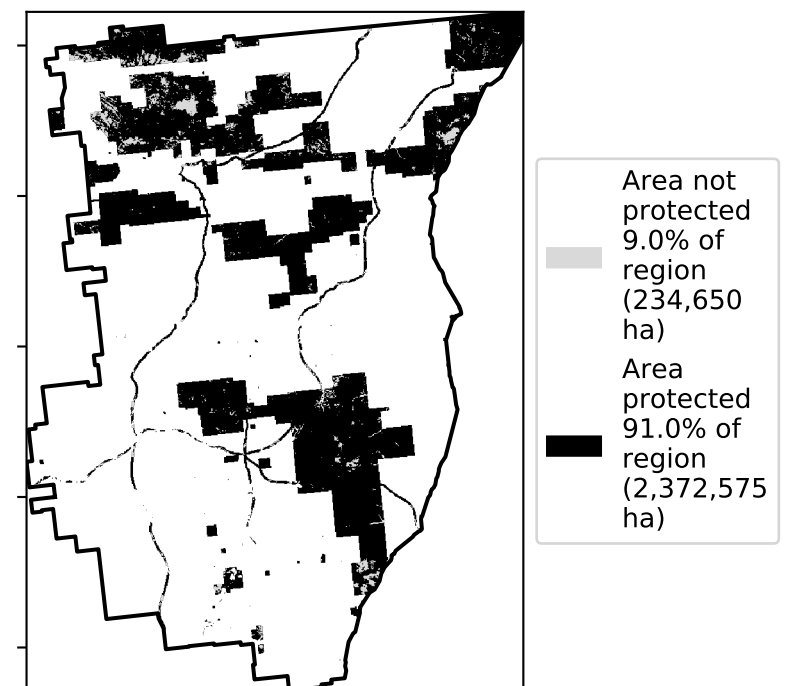 Area not
protected
9.0% of
region
(234,650
ha)
Area
protected
91.0% of
region
(2,372,575
ha)